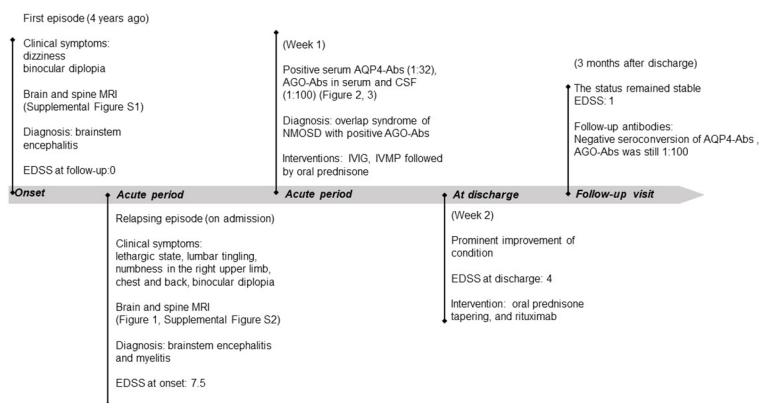 First episode (4 years ago)
Clinical symptoms:
dizziness
binocular diplopia
Brain and spine MRI
(Supplemental Figure S1)
Diagnosis: brainstem
encephalitis
EDSS at follow-up:0
(Week 1)
Positive serum AQP4-Abs (1:32),
AGO-Abs in serum and CSF
(1:100) (Figure 2, 3)
Diagnosis: overlap syndrome of
NMOSD with positive AGO-Abs
Interventions: IVIG, IVMP followed
by oral prednisone
(3 months after discharge)
The status remained stable
EDSS: 1
Follow-up antibodies:
Negative seroconversion of AQP4-Abs ,
AGO-Abs was still 1:100
Onset
Acute period
Acute period
At discharge
Follow-up visit
Relapsing episode (on admission)
Clinical symptoms:
lethargic state, lumbar tingling,
numbness in the right upper limb,
chest and back, binocular diplopia
Brain and spine MRI
(Figure 1, Supplemental Figure S2)
Diagnosis: brainstem encephalitis
and myelitis
EDSS at onset: 7.5
(Week 2)
Prominent improvement of
condition
EDSS at discharge: 4
Intervention: oral prednisone
tapering, and rituximab